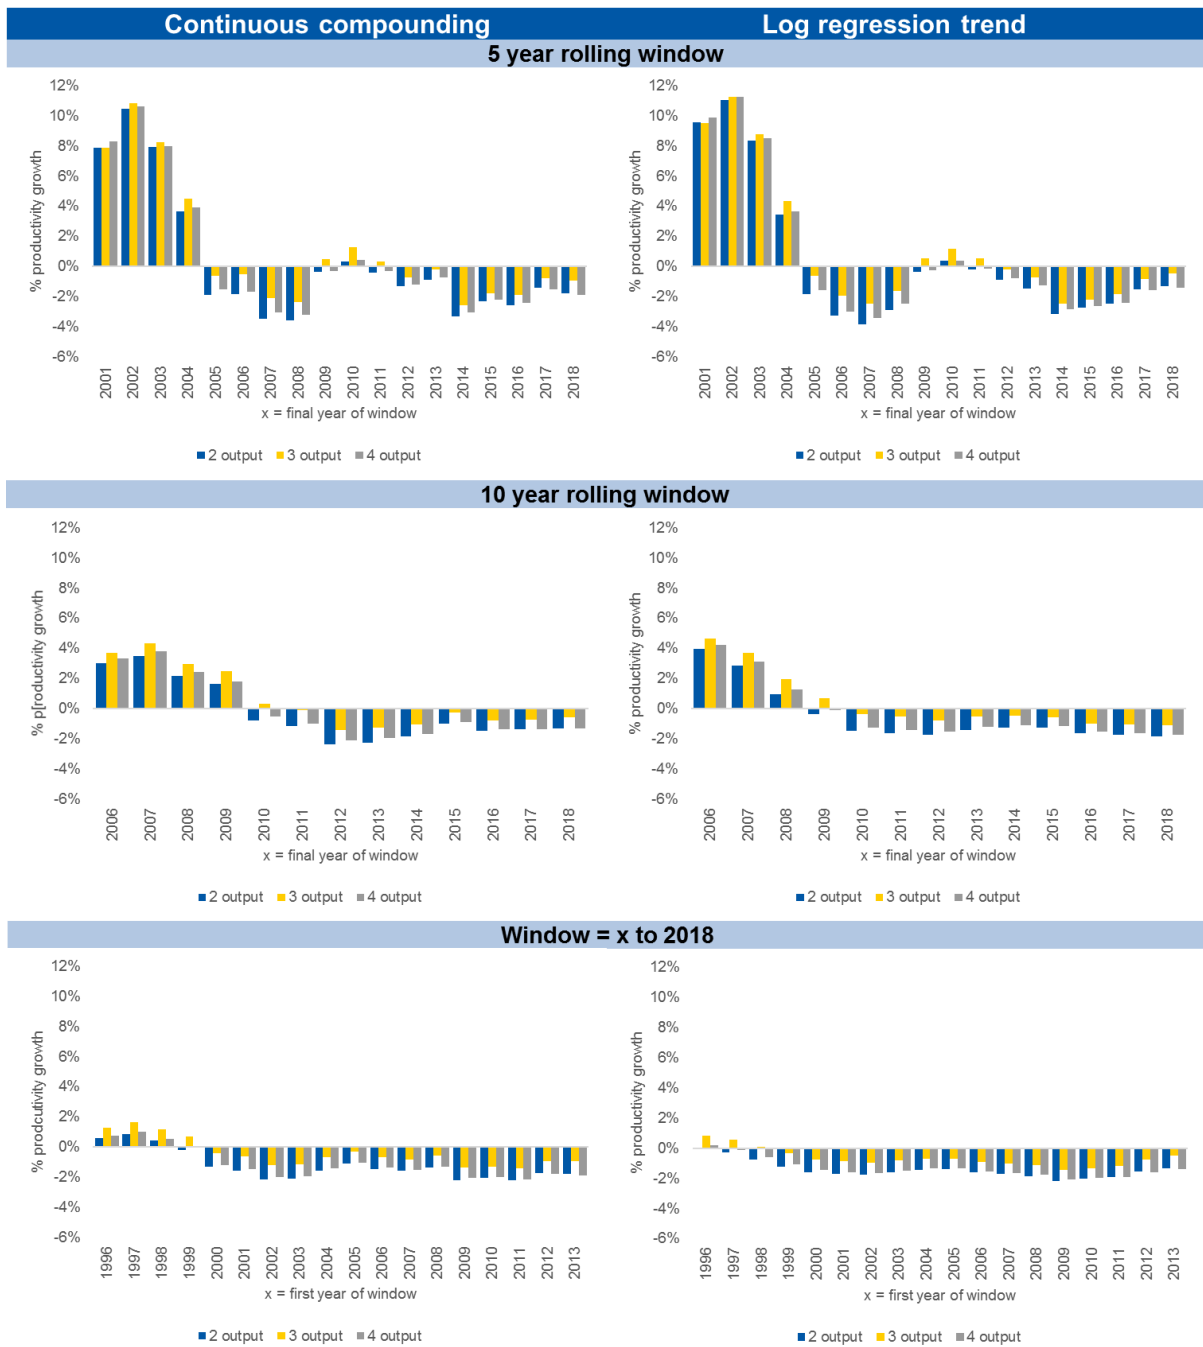 Continuous compounding
Log regression trend
5 year rolling window
% productivity growth
12%
10%
8%
6%
4%
2%
0%
-2%
-4%
-6%
2001 2002 2003 2004 2005 2006 2007 2008 2009 2010 2011 2012 2013 2014 2015 2016 2017 2018
x = final year of window
2 output 3 output 4 output
% productivity growth
12%
10%
8%
6%
4%
2%
0%
-2%
-4%
-6%
2001 2002 2003 2004 2005 2006 2007 2008 2009 2010 2011 2012 2013 2014 2015 2016 2017 2018
x = final year of window
2 output 3 output 4 output
10 year rolling window
% p[roductivity growth
12%
10%
8%
6%
4%
2%
0%
-2%
-4%
-6%
2006 2007 2008 2009 2010 2011 2012 2013 2014 2015 2016 2017 2018
x = final year of window
2 output 3 output 4 output
% productivity growth
12%
10%
8%
6%
4%
2%
0%
-2%
-4%
-6%
2006 2007 2008 2009 2010 2011 2012 2013 2014 2015 2016 2017 2018
x = final year of window
2 output 3 output 4 output
Window = x to 2018
% prodcutivity growth
12%
10%
8%
6%
4%
2%
0%
-2%
-4%
-6%
1996 1997 1998 1999 2000 2001 2002 2003 2004 2005 2006 2007 2008 2009 2010 2011 2012 2013
x = first year of window
2 output 3 output 4 output
% productivity growth
12%
10%
8%
6%
4%
2%
0%
-2%
-4%
-6%
1996 1997 1998 1999 2000 2001 2002 2003 2004 2005 2006 2007 2008 2009 2010 2011 2012 2013
x = first year of window
2 output 3 output 4 output